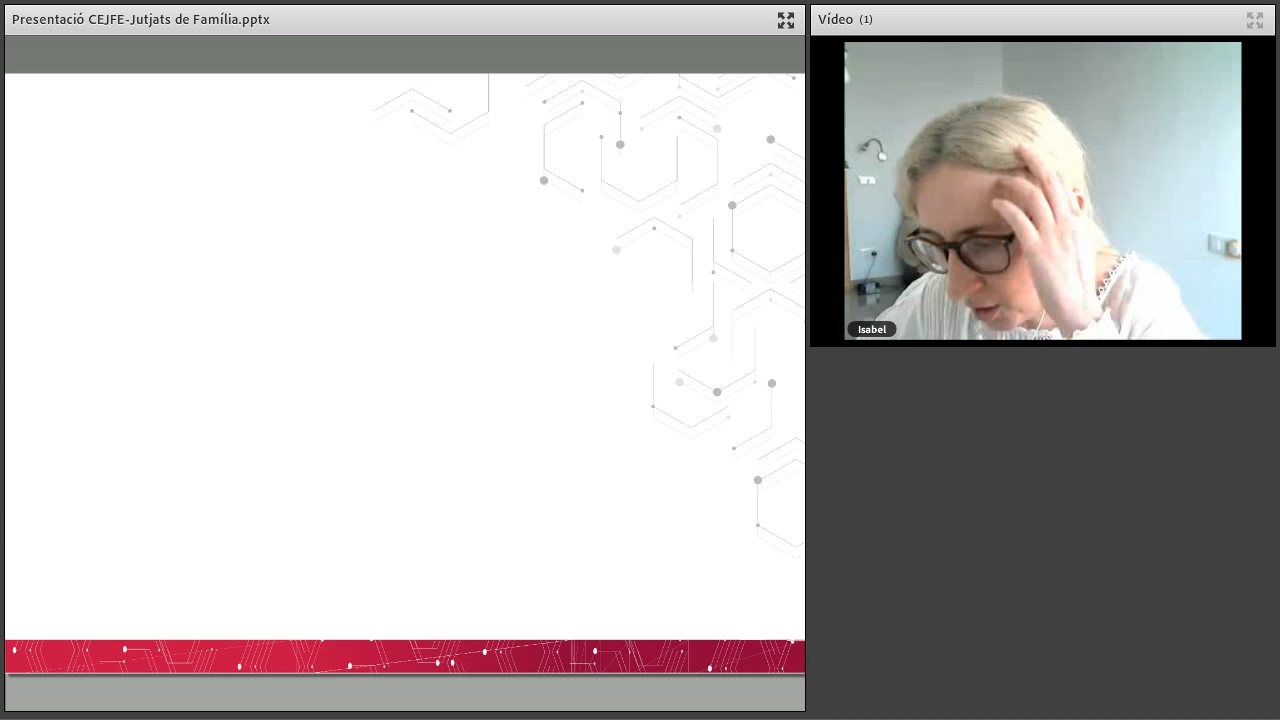 Presentació CEJFE-Jutjats de Família.pptx
Vídeo (1)
Isabel